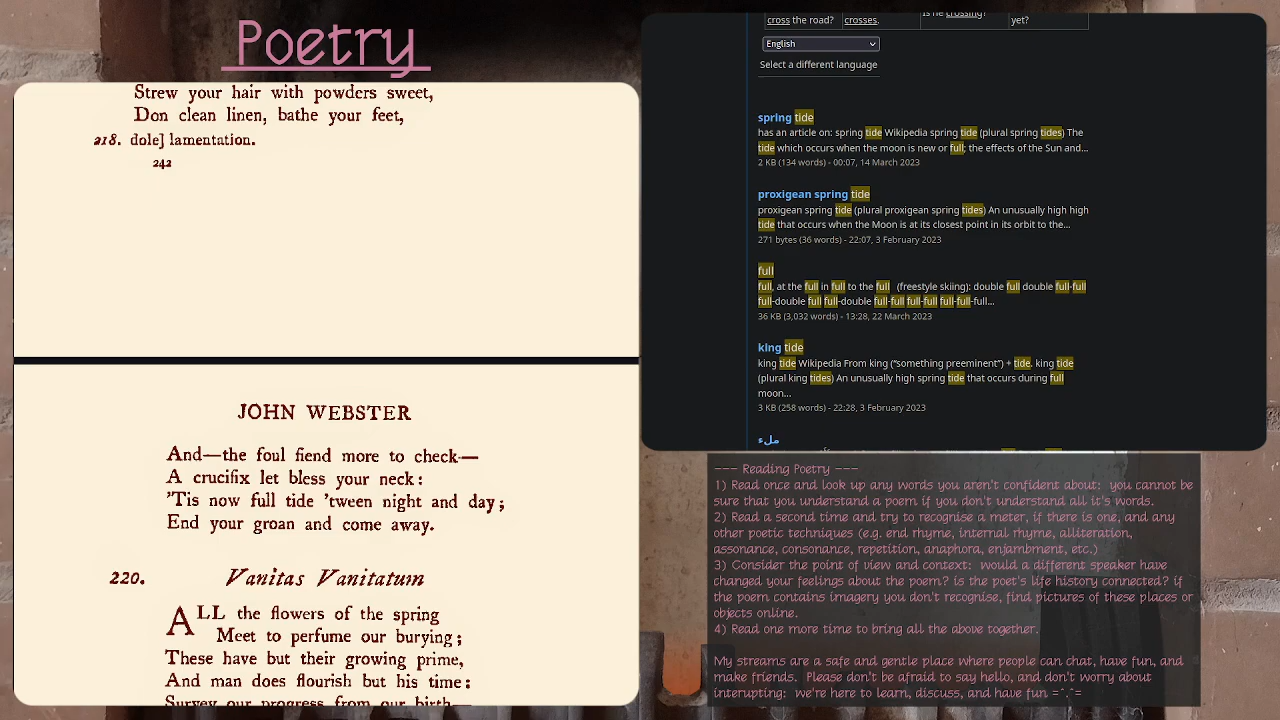 Poetry
Strew your hair with powders sweet,
Don clean linen, bathe your feet,
218. dole] lamentation.
242
JOHN WEBSTER
And—the foul fiend more to check—
A crucifix let bless your neck:
'Tis now full tide 'tween night and day;
End your groan and come away.
220. Vanitas Vanitatum
ALL the flowers of the spring
Meet to perfume our burying;
These have but their growing prime,
And man does flourish but his time:
Survey our progress from our birth—
cross the road? crosses. Is he crossing? yet?
English
Select a different language
spring tide
has an article on: spring tide Wikipedia spring tide (plural spring tides) The
tide which occurs when the moon is new or full; the effects of the Sun and...
2 KB (134 words) - 00:07, 14 March 2023
proxigean spring tide
proxigean spring tide (plural proxigean spring tides) An unusually high high
tide that occurs when the Moon is at its closest point in its orbit to the...
271 bytes (36 words) - 22:07, 3 February 2023
full
full, at the full in full to the full (freestyle skiing): double full double full-full
full-double full full-double full-full full-full full-full-full...
36 KB (3,032 words) - 13:28, 22 March 2023
king tide
king tide Wikipedia From king (“something preeminent”) + tide. king tide
(plural king tides) An unusually high spring tide that occurs during full
moon...
3 KB (258 words) - 22:28, 3 February 2023
ملء
--- Reading Poetry ---
1) Read once and look up any words you aren't confident about: you cannot be
sure that you understand a poem if you don't understand all it's words.
2) Read a second time and try to recognise a meter, if there is one, and any
other poetic techniques (e.g. end rhyme, internal rhyme, alliteration,
assonance, consonance, repetition, anaphora, enjambment, etc.)
3) Consider the point of view and context: would a different speaker have
changed your feelings about the poem? is the poet's life history connected? if
the poem contains imagery you don't recognise, find pictures of these places or
objects online.
4) Read one more time to bring all the above together.
My streams are a safe and gentle place where people can chat, have fun, and
make friends. Please don't be afraid to say hello, and don't worry about
interupting: we're here to learn, discuss, and have fun =^.^=